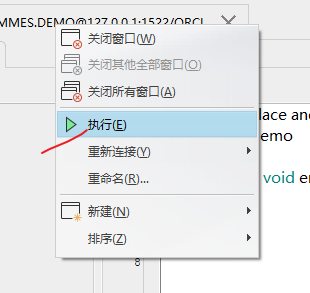 MMES.DEMO@127.0.0.1:1522/ORCL
关闭窗口(W)
关闭其他全部窗口(O)
关闭所有窗口(A)
lace and
执行(E)
emo
重新连接(Y)
void e
重命名(R)...
新建(N)
排序(Z)
8